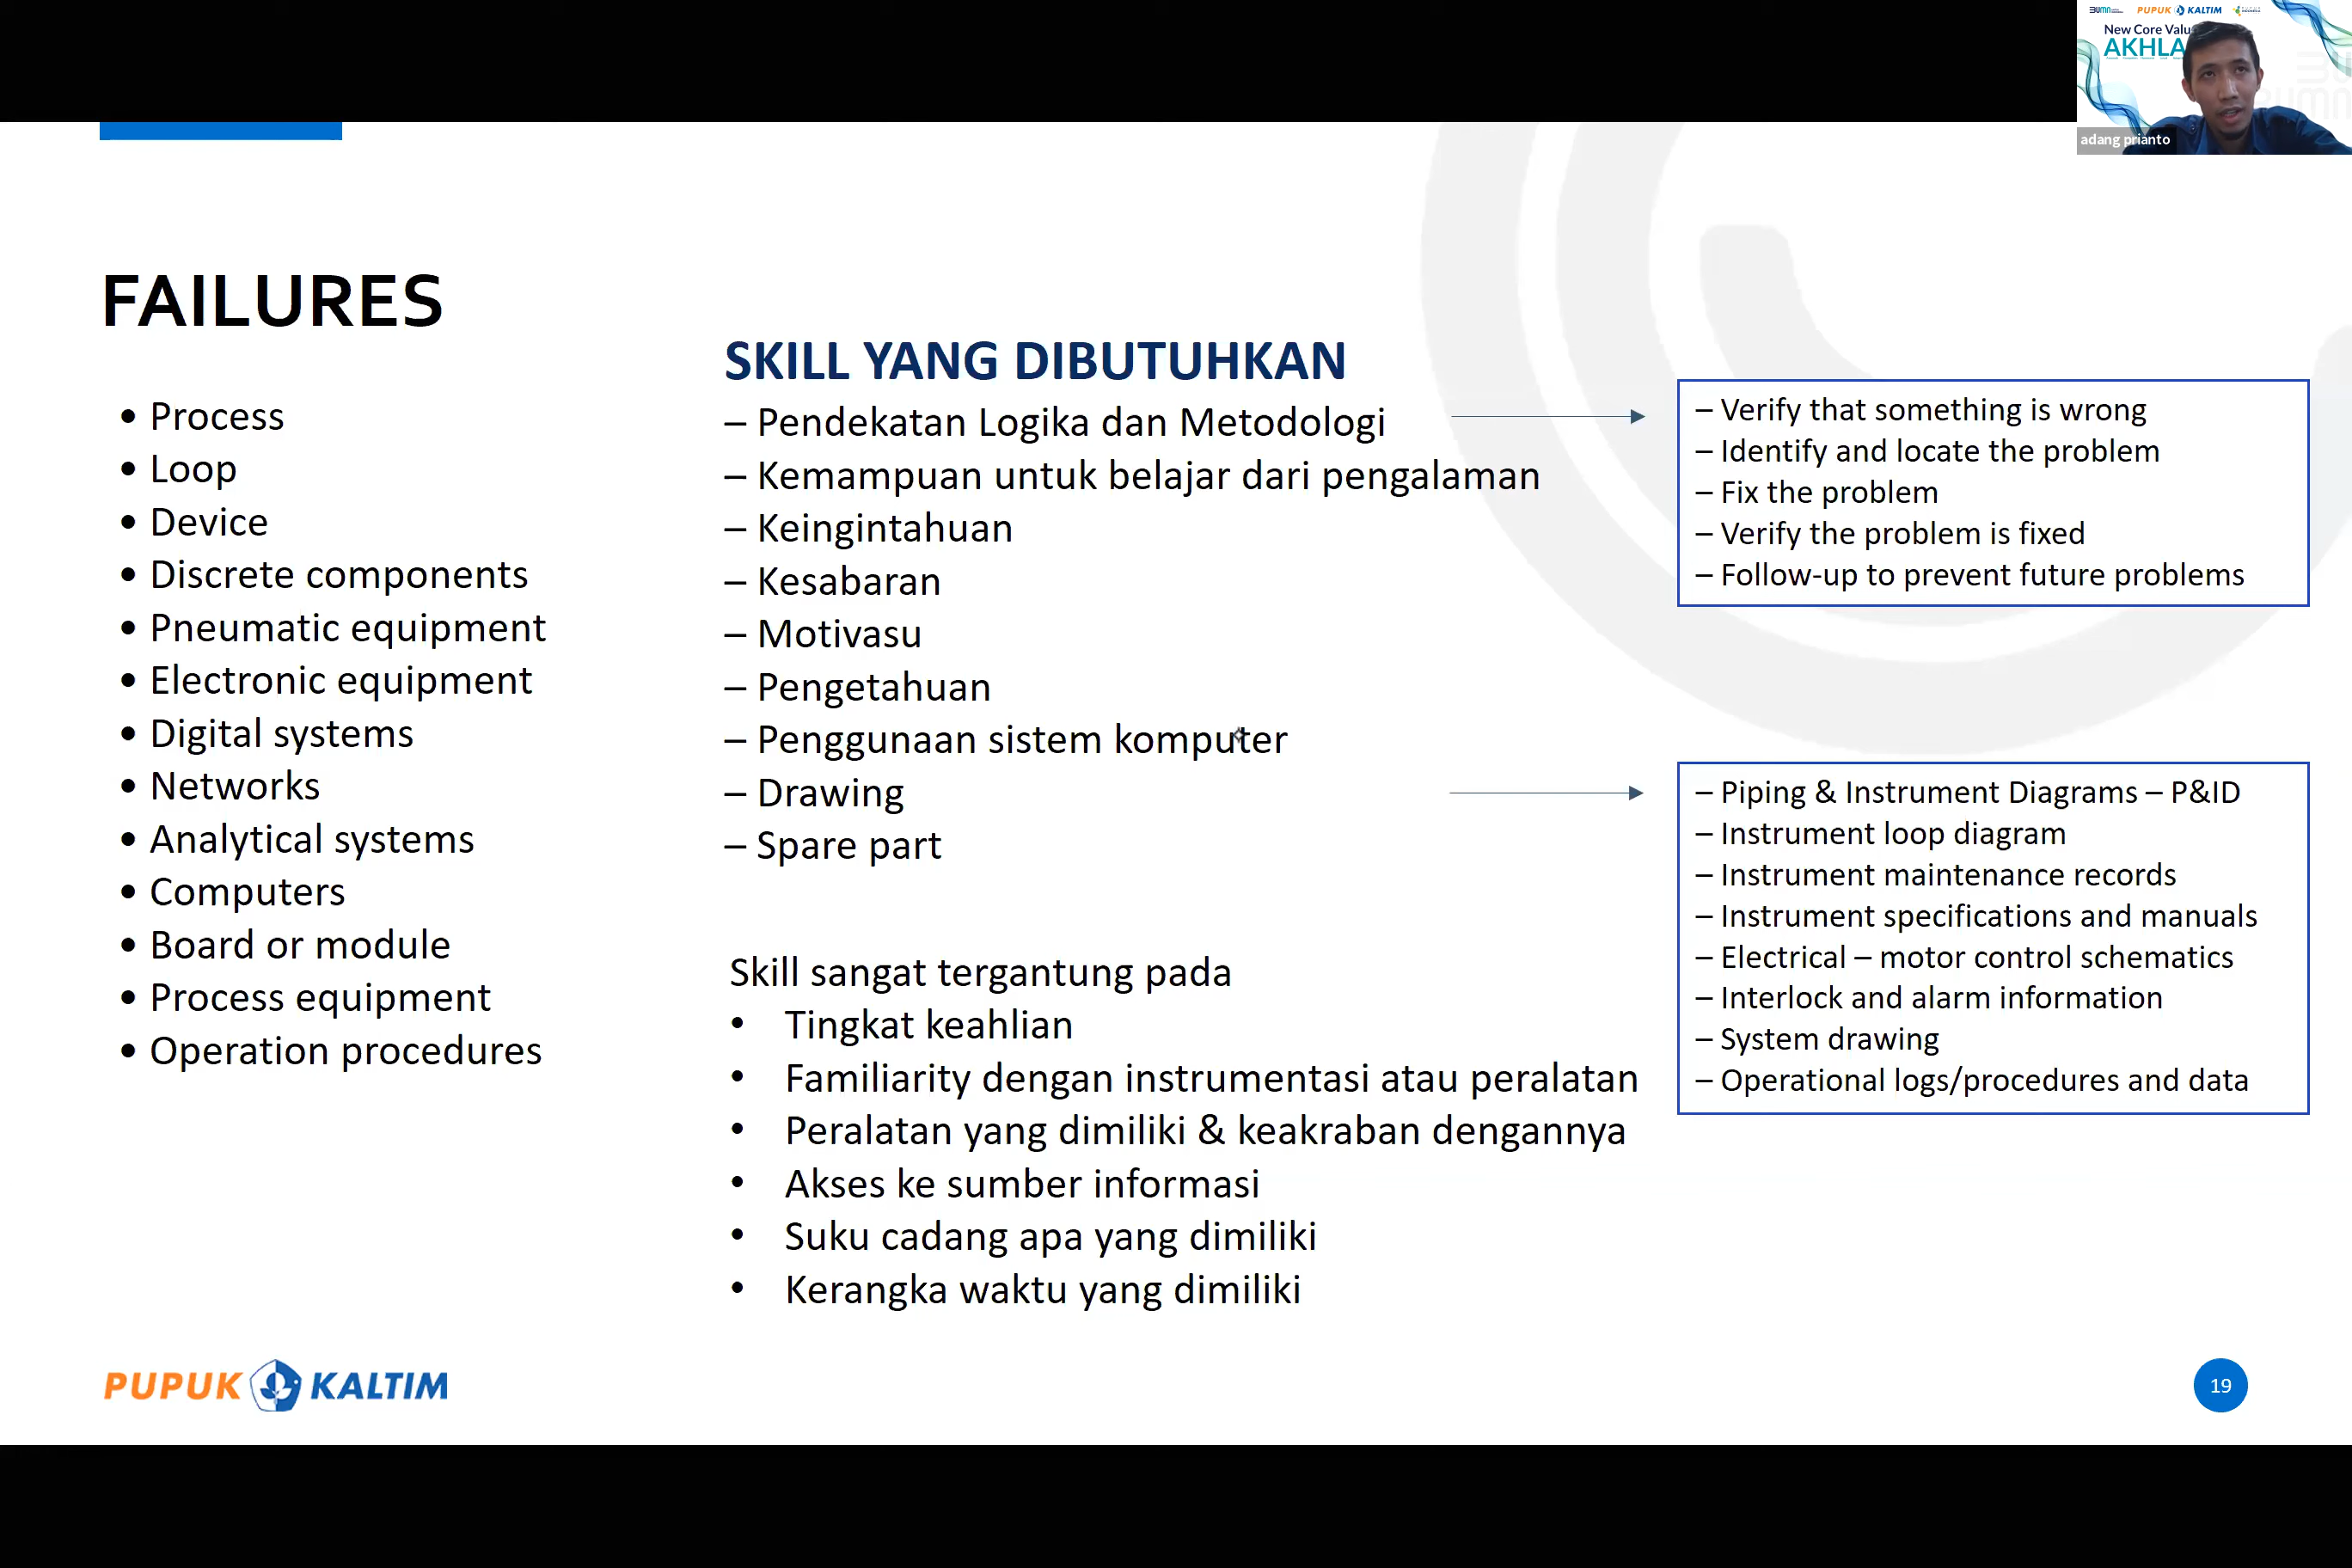 PUPUK KALTIM
New Core Valu
AKHLA
adang prianto
FAILURES
• Process
• Loop
• Device
• Discrete components
• Pneumatic equipment
• Electronic equipment
• Digital systems
• Networks
• Analytical systems
• Computers
• Board or module
• Process equipment
• Operation procedures
SKILL YANG DIBUTUHKAN
– Pendekatan Logika dan Metodologi
– Kemampuan untuk belajar dari pengalaman
– Keingintahuan
– Kesabaran
– Motivasu
– Pengetahuan
– Penggunaan sistem komputer
– Drawing
– Spare part
Skill sangat tergantung pada
• Tingkat keahlian
• Familiarity dengan instrumentasi atau peralatan
• Peralatan yang dimiliki & keakraban dengannya
• Akses ke sumber informasi
• Suku cadang apa yang dimiliki
• Kerangka waktu yang dimiliki
– Verify that something is wrong
– Identify and locate the problem
– Fix the problem
– Verify the problem is fixed
– Follow-up to prevent future problems
– Piping & Instrument Diagrams – P&ID
– Instrument loop diagram
– Instrument maintenance records
– Instrument specifications and manuals
– Electrical – motor control schematics
– Interlock and alarm information
– System drawing
– Operational logs/procedures and data
PUPUK KALTIM
19